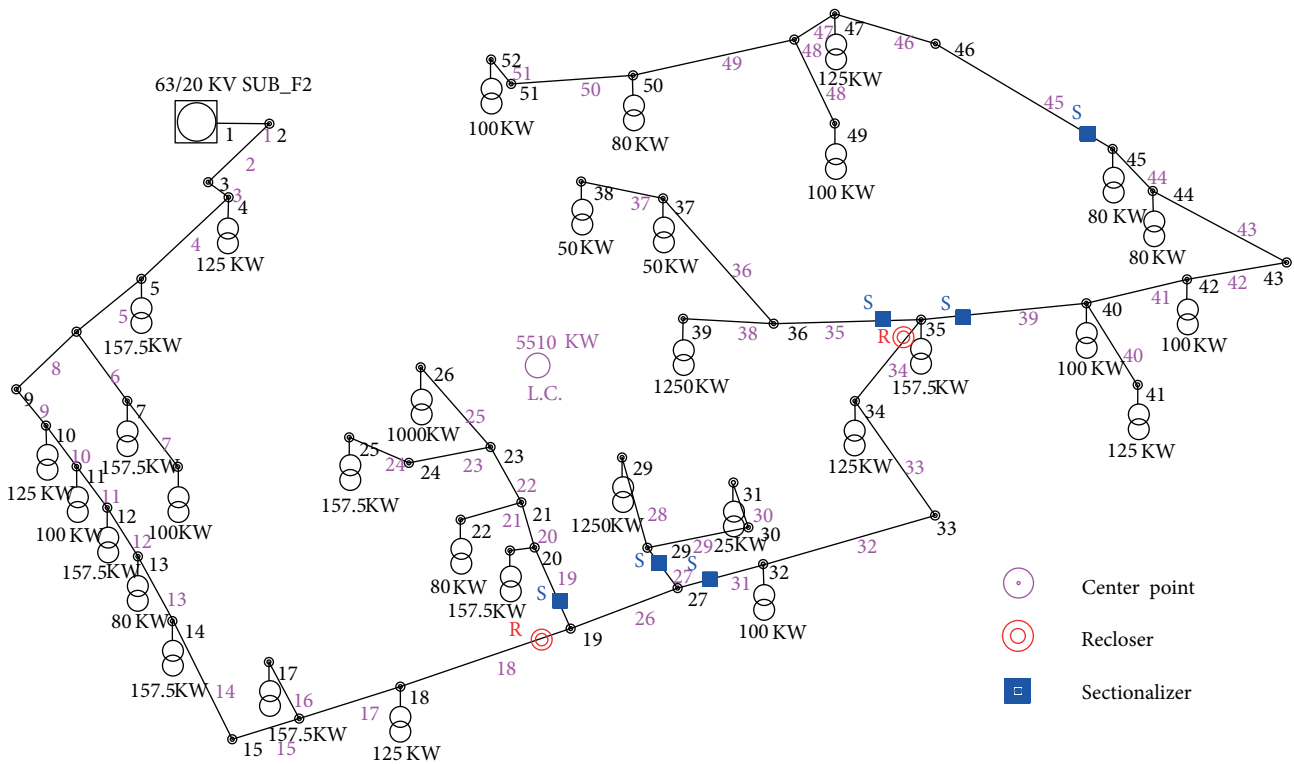 63/20 KV SUB_F2
1
1
2
2
3
3
4
125 KW
4
5
5
157.5KW
8
6
9
9
10
125 KW
7
157.5KW
7
100KW
10
11
100 KW
11
12
157.5KW
12
13
80 KW
13
14
157.5KW
14
15
15
17
16
157.5KW
17
18
125 KW
18
R
19
S
19
20
20
157.5KW
21
21
22
80 KW
22
23
23
24
24
25
157.5KW
25
26
1000KW
5510 KW
L.C.
26
27
27
S
S
28
29
1250KW
29
29
30
30
31
25KW
31
32
100 KW
32
33
33
34
125KW
34
R
35
157.5KW
S
S
35
36
36
37
50 KW
37
38
50KW
38
39
1250KW
39
40
100KW
40
41
125 KW
41
42
100KW
42
43
43
44
80KW
44
45
80 KW
S
45
46
46
47
125KW
47
48
48
49
100 KW
49
50
80 KW
50
51
51
52
100KW
Center point
Recloser
Sectionalizer